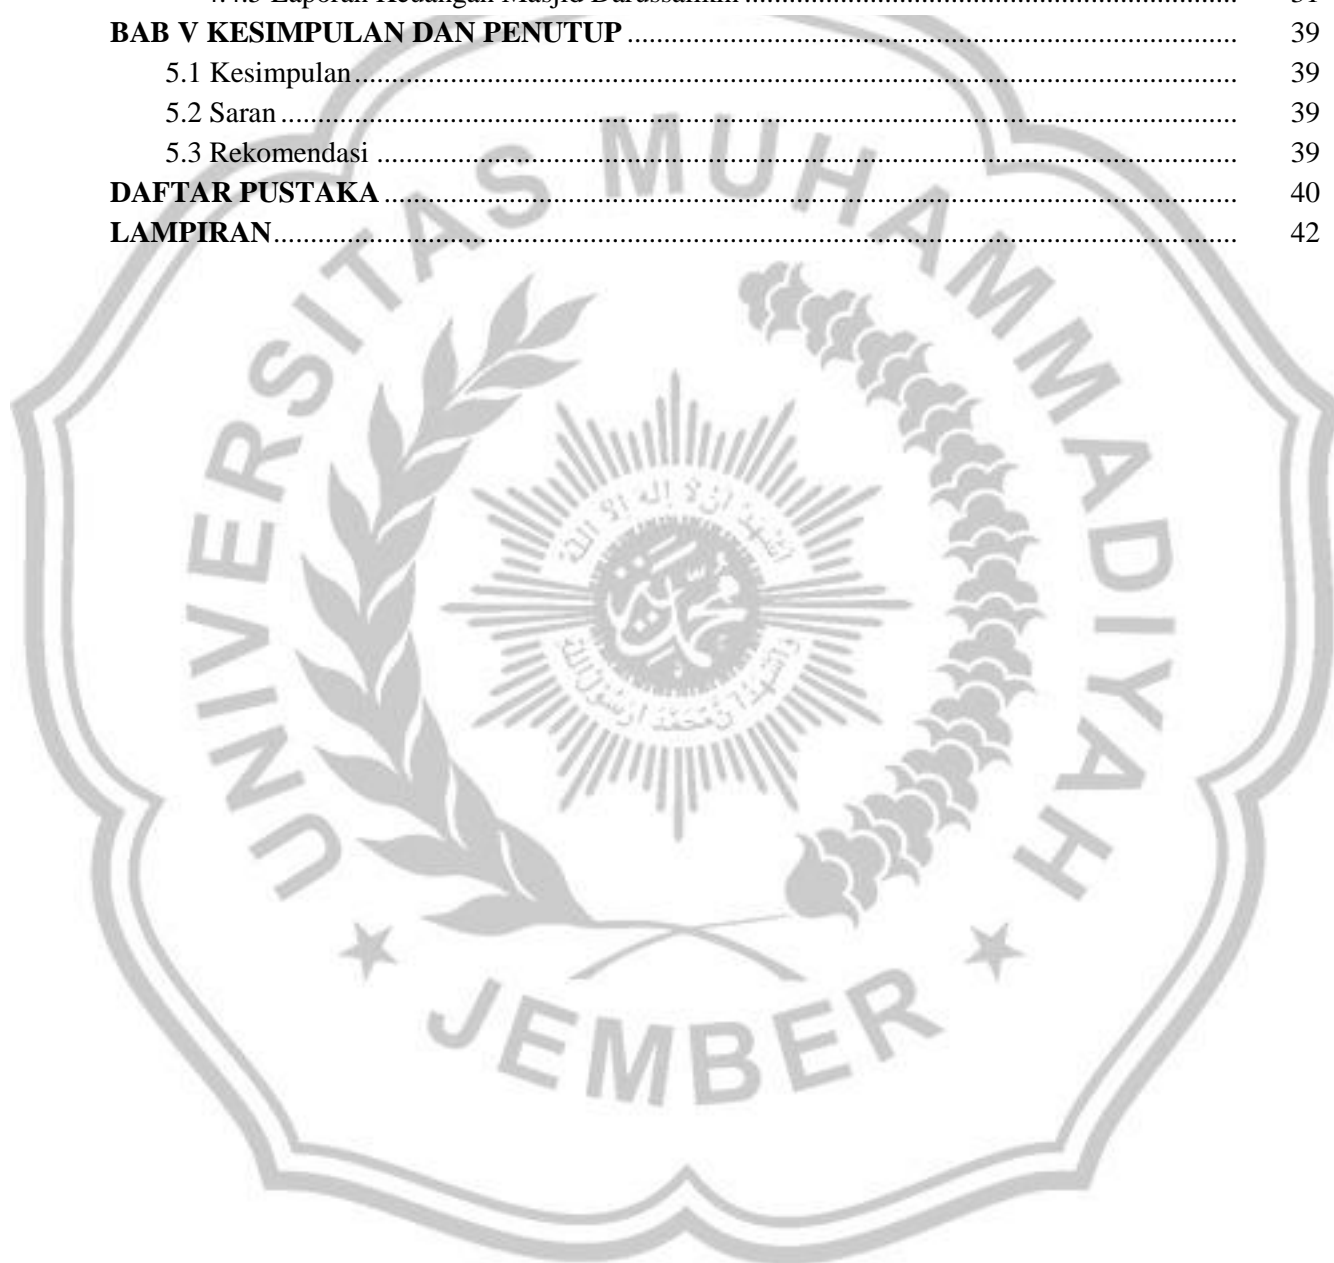 BAB V KESIMPULAN DAN PENUTUP ........ 39
5.1 Kesimpulan ........ 39
5.2 Saran ........ 39
5.3 Rekomendasi ........ 39
DAFTAR PUSTAKA ........ 40
LAMPIRAN ........ 42
UNIVERSITAS MUHAMMADIYAH
JEMBER